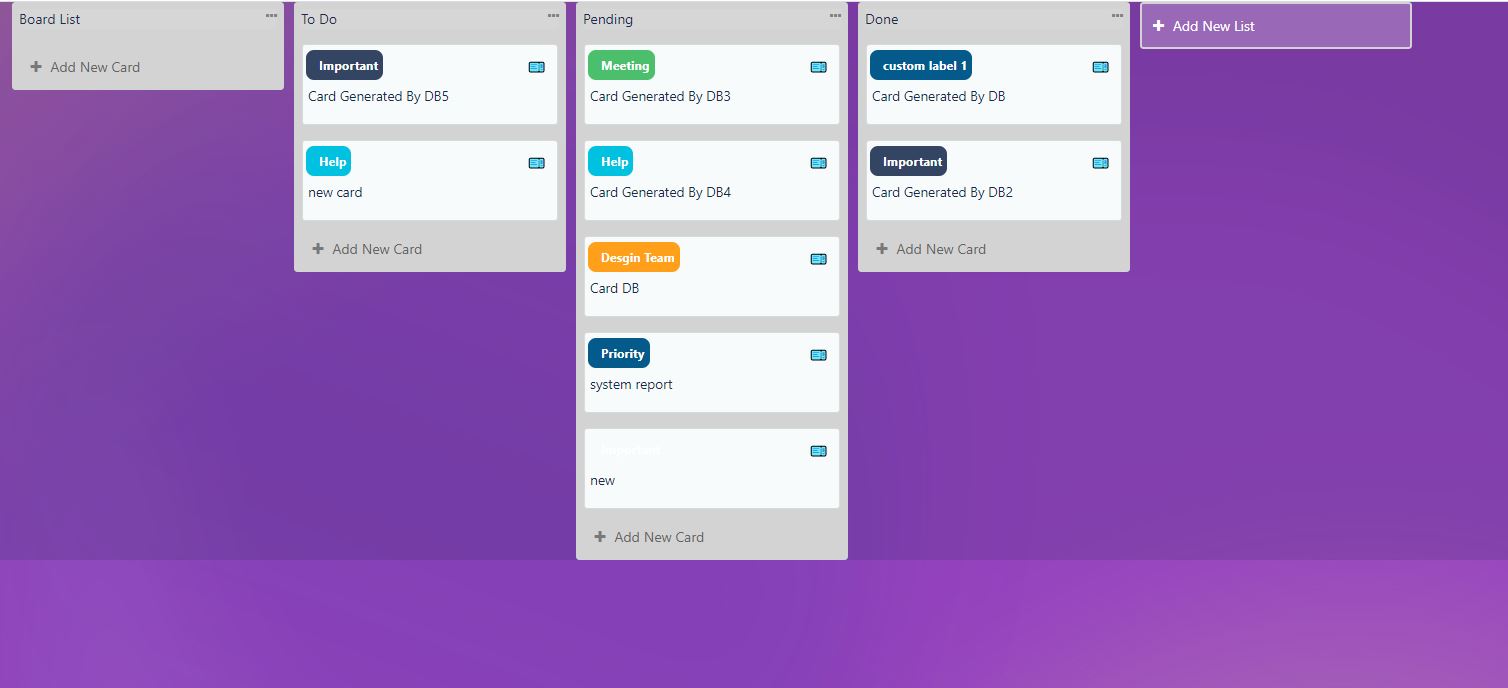 Board List
Add New Card
To Do
Important
Card Generated By DB5
Help
new card
Add New Card
Pending
Meeting
Card Generated By DB3
Help
Card Generated By DB4
Desgin Team
Card DB
Priority
system report
Important
new
Add New Card
Done
custom label 1
Card Generated By DB
Important
Card Generated By DB2
Add New Card
Add New List